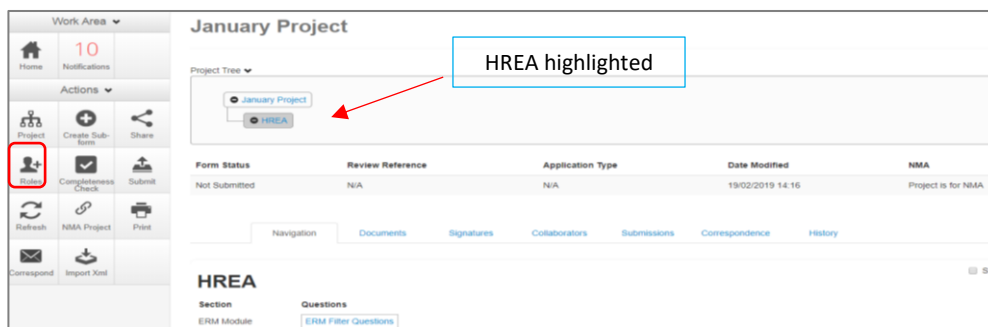 Work Area
Home
10
Notifications
Actions
Project
Create Sub-form
Share
Roles
Completeness Check
Submit
Refresh
NMA Project
Print
Correspond
Import Xml
January Project
HREA highlighted
Project Tree
January Project
HREA
Form Status Review Reference Application Type Date Modified NMA
Not Submitted N/A N/A 19/02/2019 14:16 Project is for NMA
Navigation Documents Signatures Collaborators Submissions Correspondence History
S
HREA
Section Questions
ERM Module ERM Filter Questions